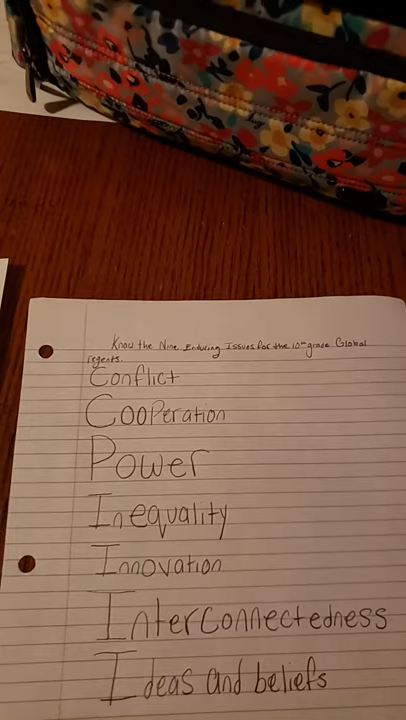 Know the Nine Enduring Issues for the 10th grade Global
regents.
Conflict
Cooperation
Power
Inequality
Innovation
Interconnectedness
Ideas and beliefs